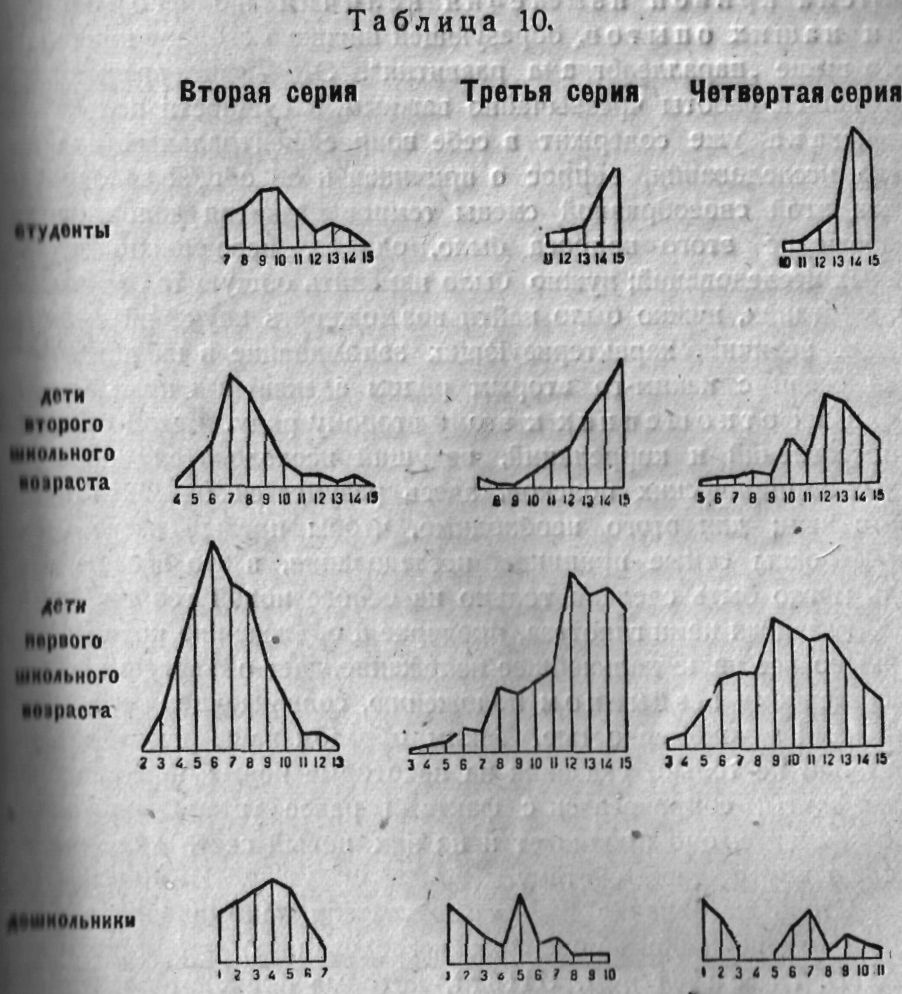 Таблица 10.
Вторая серия Третья серия Четвертая серия
студенты
7 8 9 10 11 12 13 14 15
11 12 13 14 15
10 11 12 13 14 15
дети
второго
школьного
возраста
4 5 6 7 8 9 10 11 12 13 14 15
8 9 10 11 12 13 14 15
5 6 7 8 9 10 11 12 13 14 15
дети
первого
школьного
возраста
2 3 4 5 6 7 8 9 10 11 12 13
3 4 5 6 7 8 9 10 11 12 13 14 15
3 4 5 6 7 8 9 10 11 12 13 14 15
дошкольники
1 2 3 4 5 6 7
1 2 3 4 5 6 7 8 9 10
1 2 3 4 5 6 7 8 9 10 11